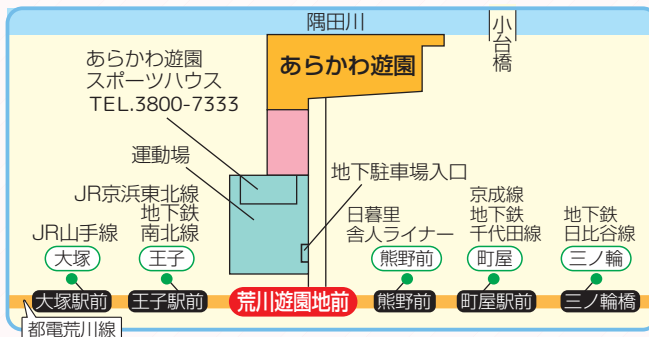 隅田川
小台橋
あらかわ遊園
あらかわ遊園
スポーツハウス
TEL.3800-7333
運動場
地下駐車場入口
JR京浜東北線
地下鉄
南北線
JR山手線
日暮里
舎人ライナー
京成線
地下鉄
千代田線
地下鉄
日比谷線
大塚
王子
熊野前
町屋
三ノ輪
大塚駅前
王子駅前
荒川遊園地前
熊野前
町屋駅前
三ノ輪橋
都電荒川線